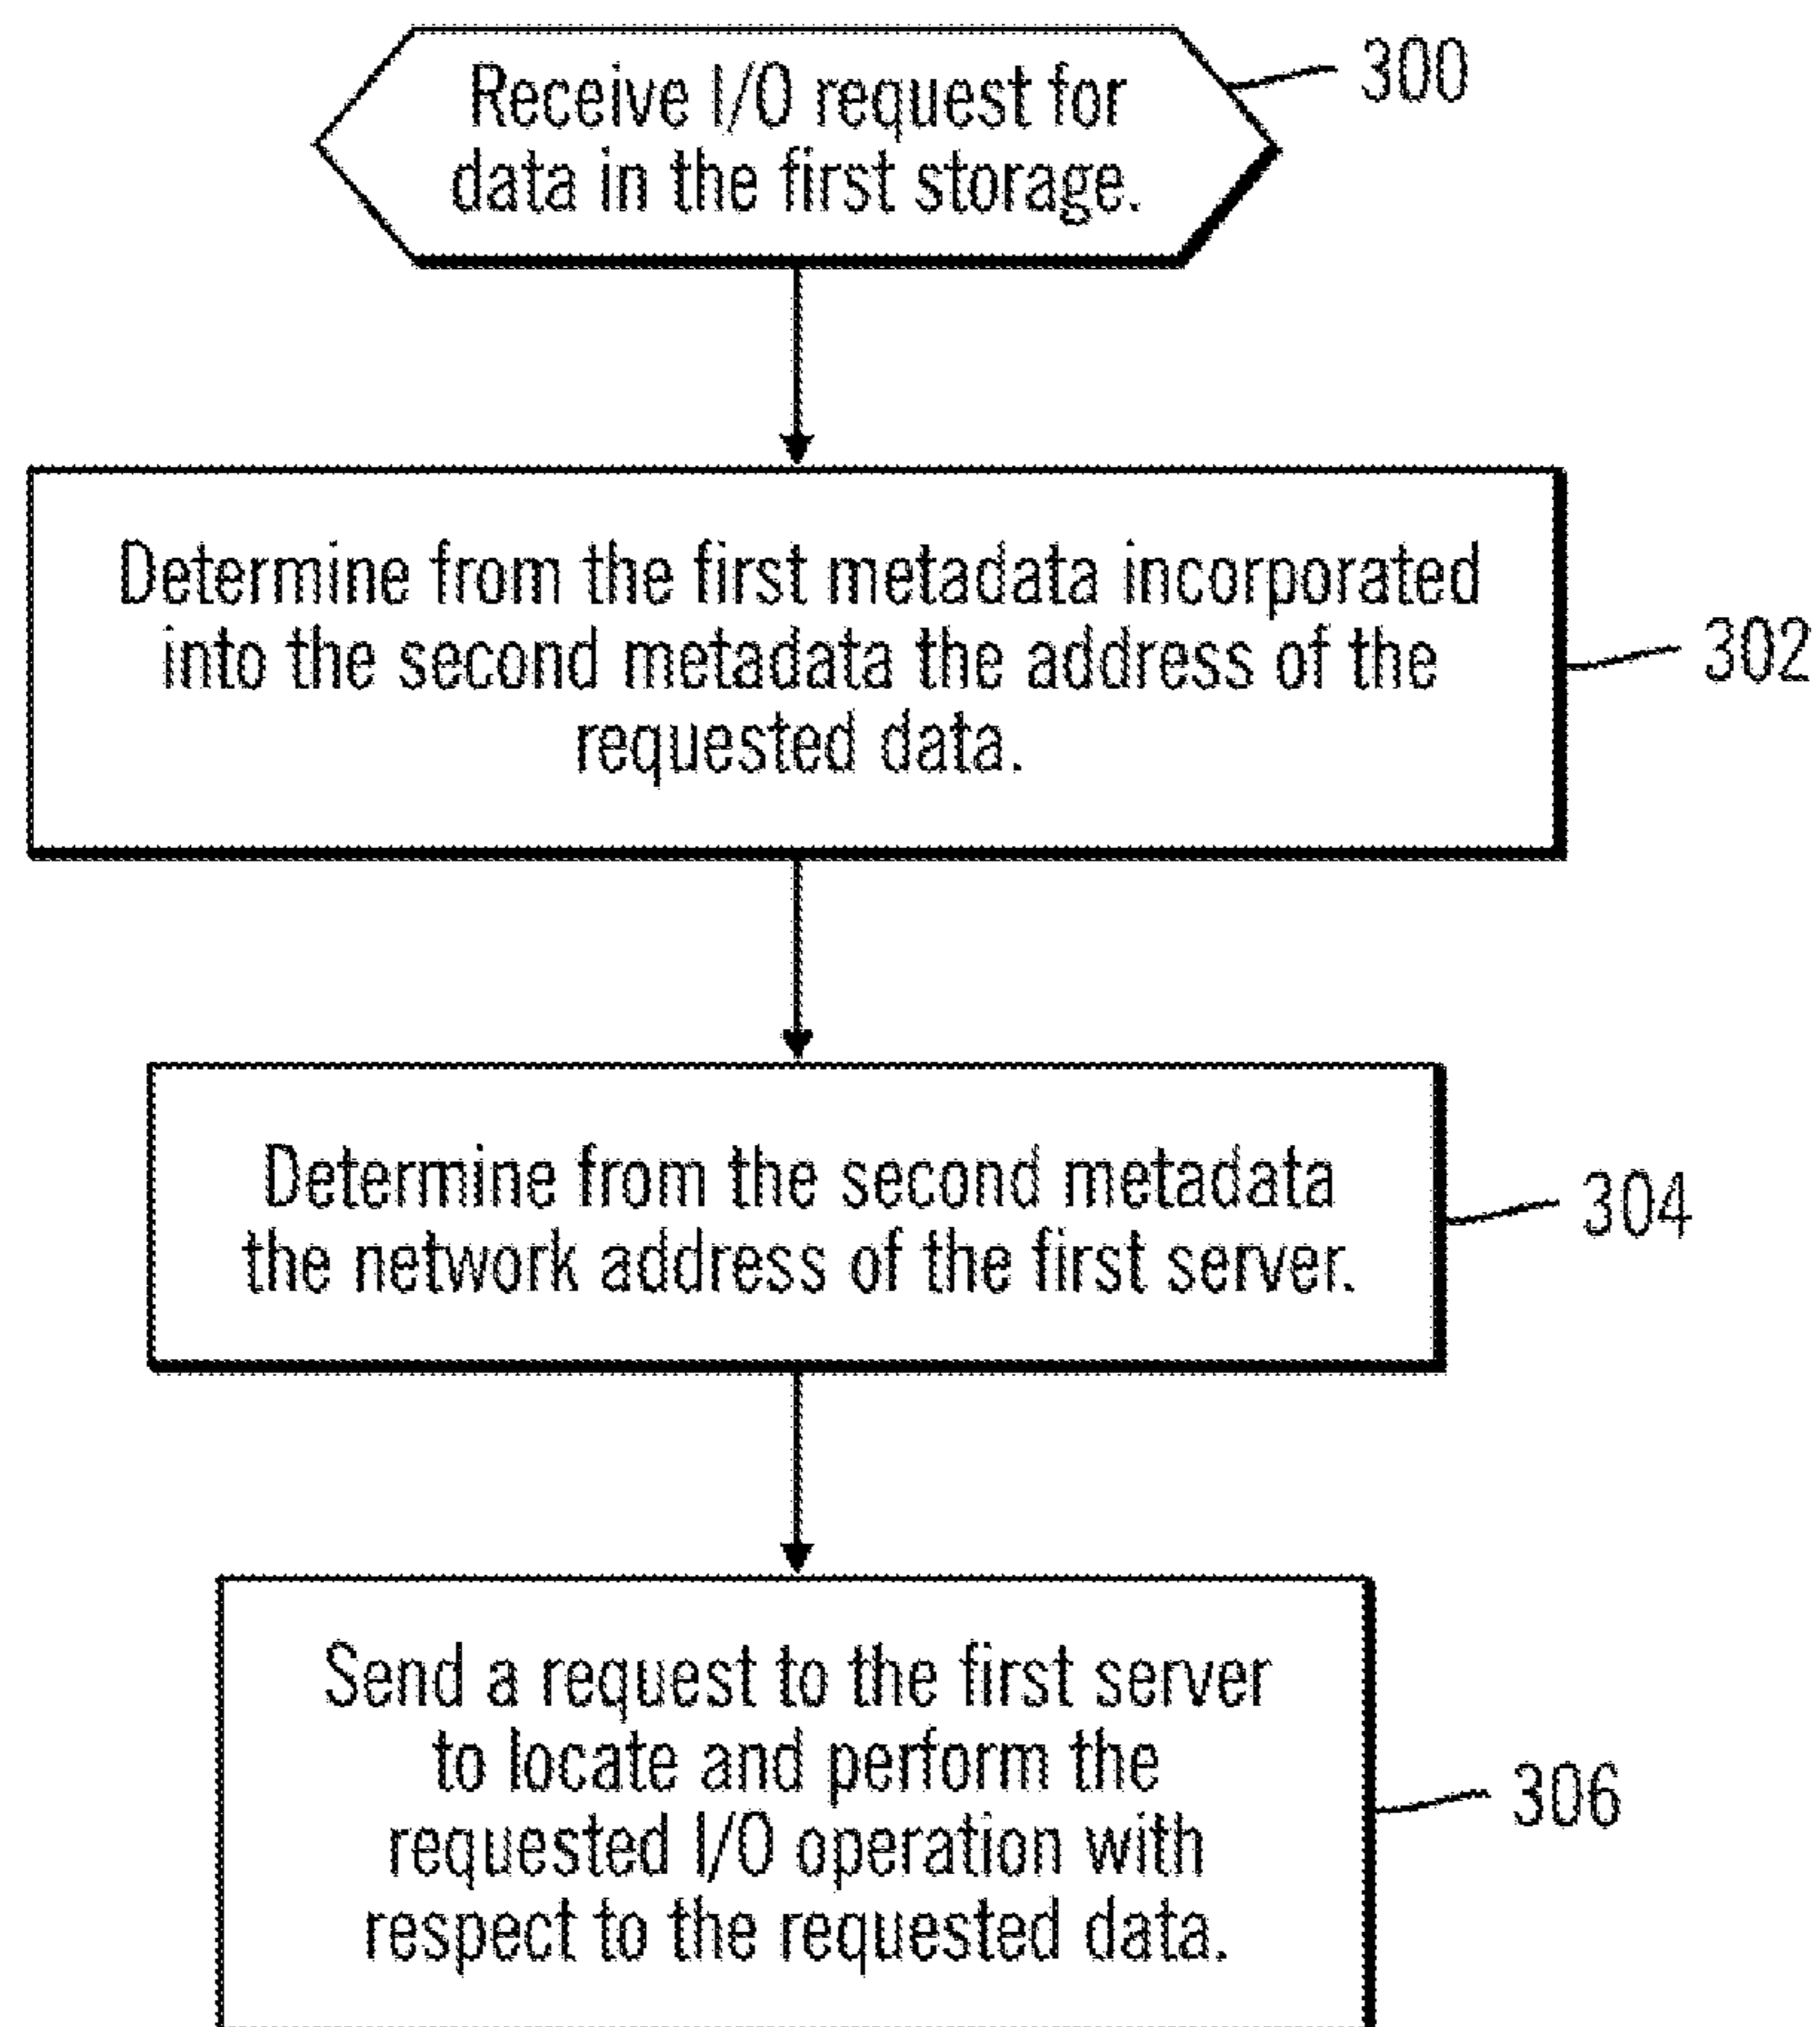 Receive I/O request for
data in the first storage.
300
Determine from the first metadata incorporated
into the second metadata the address of the
requested data.
302
Determine from the second metadata
the network address of the first server.
304
Send a request to the first server
to locate and perform the
requested I/O operation with
respect to the requested data.
306